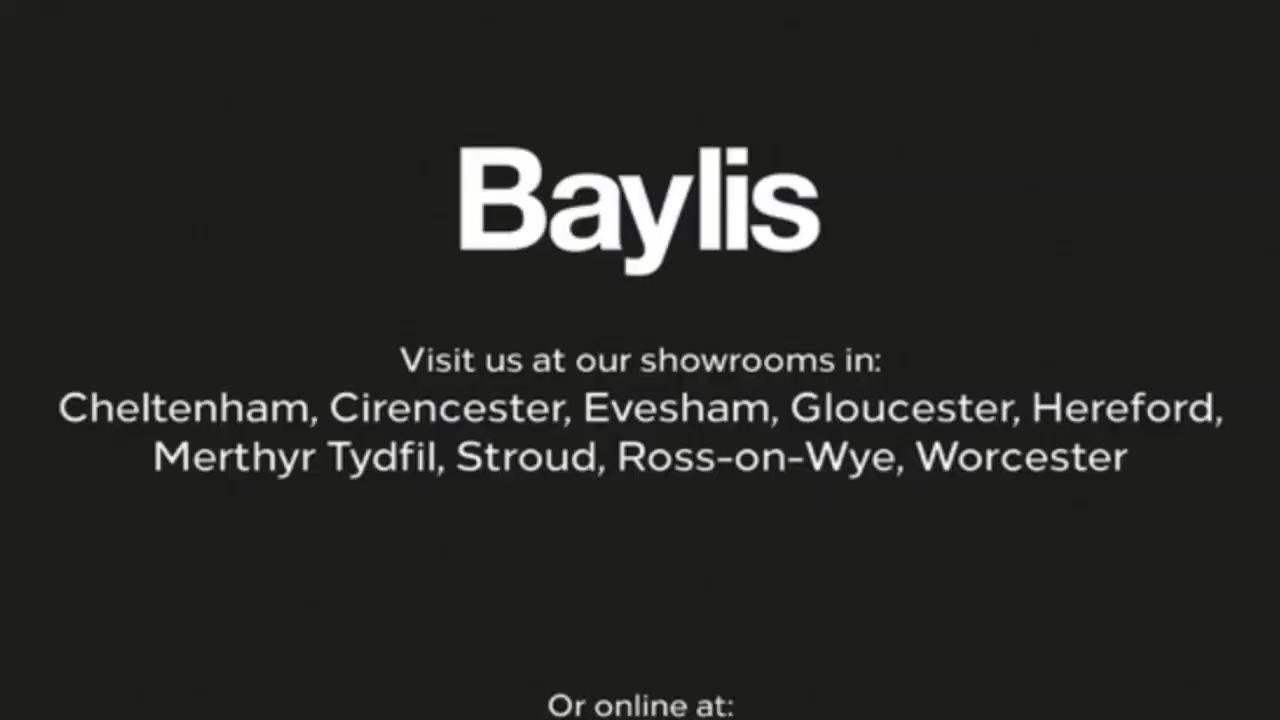 Baylis
Visit us at our showrooms in:
Cheltenham, Cirencester, Evesham, Gloucester, Hereford,
Merthyr Tydfil, Stroud, Ross-on-Wye, Worcester
Or online at: